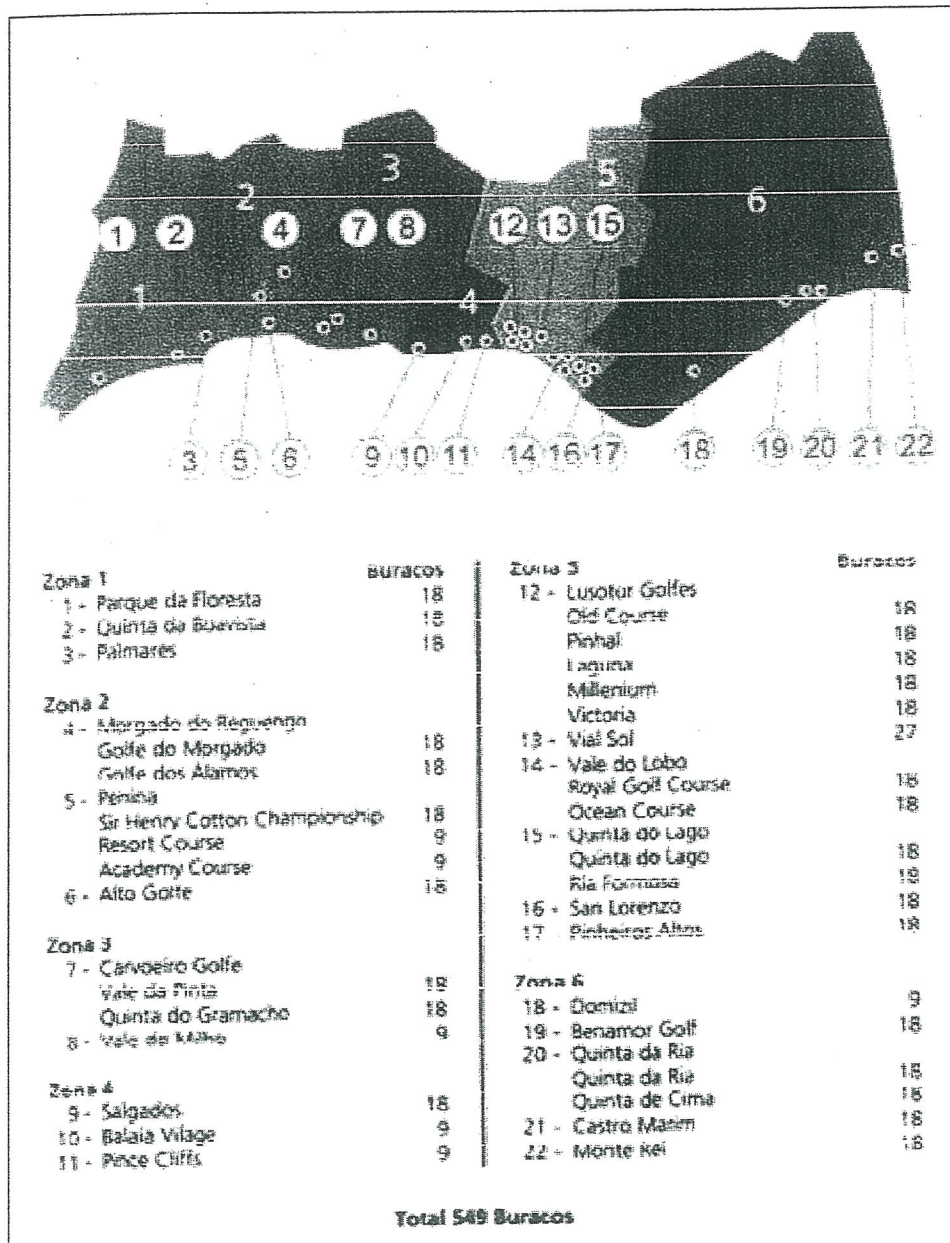 2
3
5
6
1
2
4
7
8
12
13
15
1
4
3
5
6
9
10
11
14
16
17
18
19
20
21
22
Zona 1 Buracos
1 - Parque da Floresta 18
2 - Quinta da Boavista 18
3 - Palmares 18
Zona 2
4 - Morgado do Reguengo
Golfe do Morgado 18
Golfe dos Álamos 18
5 - Penina
Sir Henry Cotton Championship 18
Resort Course 9
Academy Course 9
6 - Alto Golfe 18
Zona 3
7 - Carvoeiro Golfe
Vale da Pinta 18
Quinta do Gramacho 18
8 - Vale de Milho 9
Zona 4
9 - Salgados 18
10 - Balaia Vilage 9
11 - Pince Cliffs 9
Zona 5 Buracos
12 - Lusotur Golfes
Old Course 18
Pinhal 18
Laguna 18
Millenium 18
Victoria 18
13 - Vial Sol 27
14 - Vale do Lobo
Royal Golf Course 18
Ocean Course 18
15 - Quinta do Lago
Quinta do Lago 18
Ria Formosa 18
16 - San Lorenzo 18
17 - Pinheiros Altos 18
Zona 6
18 - Domizil 9
19 - Benamor Golf 18
20 - Quinta da Ria
Quinta da Ria 18
Quinta de Cima 18
21 - Castro Marim 18
22 - Monte Rei 18
Total 549 Buracos